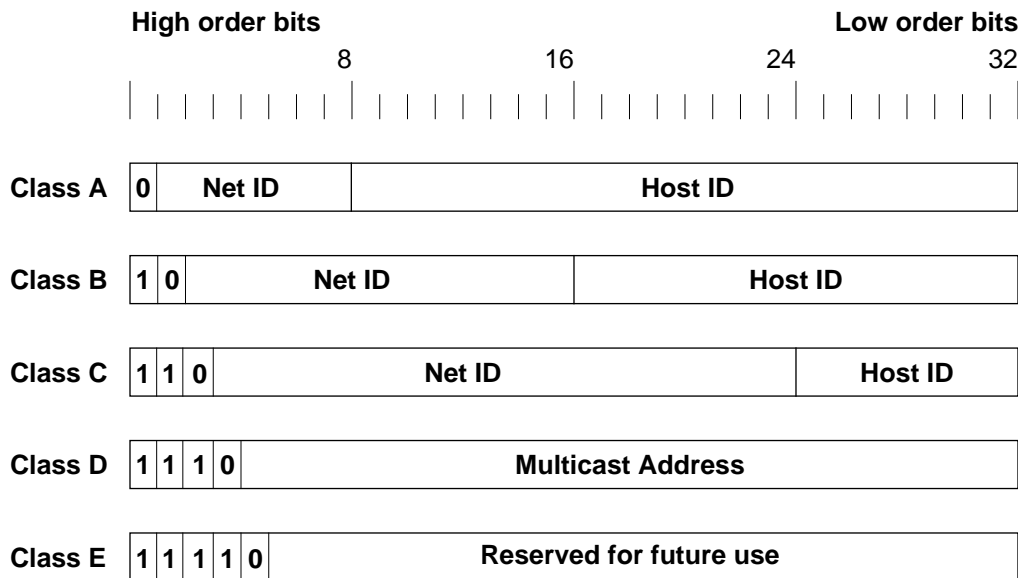 High order bits Low order bits
8 16 24 32
Class A 0 Net ID Host ID
Class B 1 0 Net ID Host ID
Class C 1 1 0 Net ID Host ID
Class D 1 1 1 0 Multicast Address
Class E 1 1 1 1 0 Reserved for future use